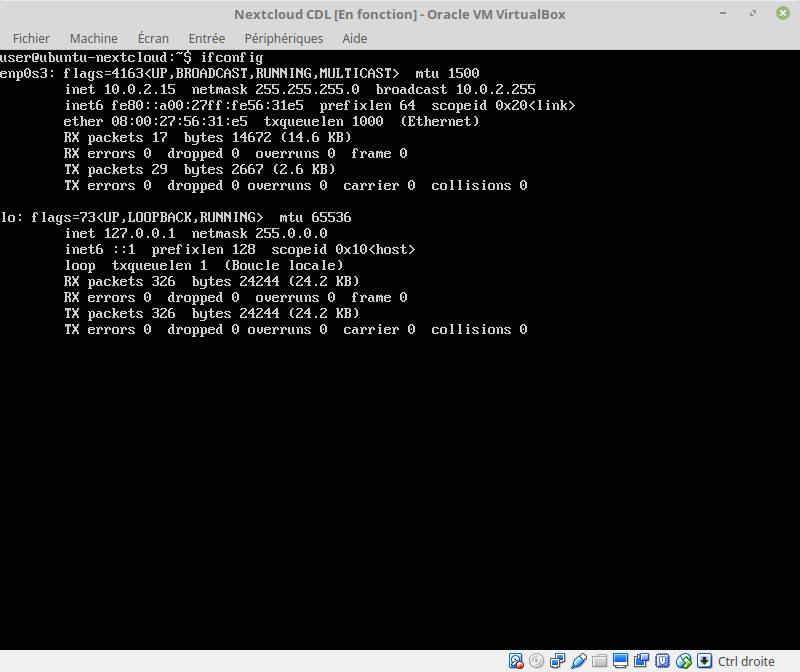 Nextcloud CDL [En fonction] - Oracle VM VirtualBox
Fichier Machine Écran Entrée Périphériques Aide
user@ubuntu-nextcloud:~$ ifconfig
enp0s3: flags=4163<UP,BROADCAST,RUNNING,MULTICAST>  mtu 1500
        inet 10.0.2.15  netmask 255.255.255.0  broadcast 10.0.2.255
        inet6 fe80::a00:27ff:fe56:31e5  prefixlen 64  scopeid 0x20<link>
        ether 08:00:27:56:31:e5  txqueuelen 1000  (Ethernet)
        RX packets 17  bytes 14672 (14.6 KB)
        RX errors 0  dropped 0  overruns 0  frame 0
        TX packets 29  bytes 2667 (2.6 KB)
        TX errors 0  dropped 0 overruns 0  carrier 0  collisions 0
lo: flags=73<UP,LOOPBACK,RUNNING>  mtu 65536
        inet 127.0.0.1  netmask 255.0.0.0
        inet6 ::1  prefixlen 128  scopeid 0x10<host>
        loop  txqueuelen 1  (Boucle locale)
        RX packets 326  bytes 24244 (24.2 KB)
        RX errors 0  dropped 0  overruns 0  frame 0
        TX packets 326  bytes 24244 (24.2 KB)
        TX errors 0  dropped 0 overruns 0  carrier 0  collisions 0
Ctrl droite